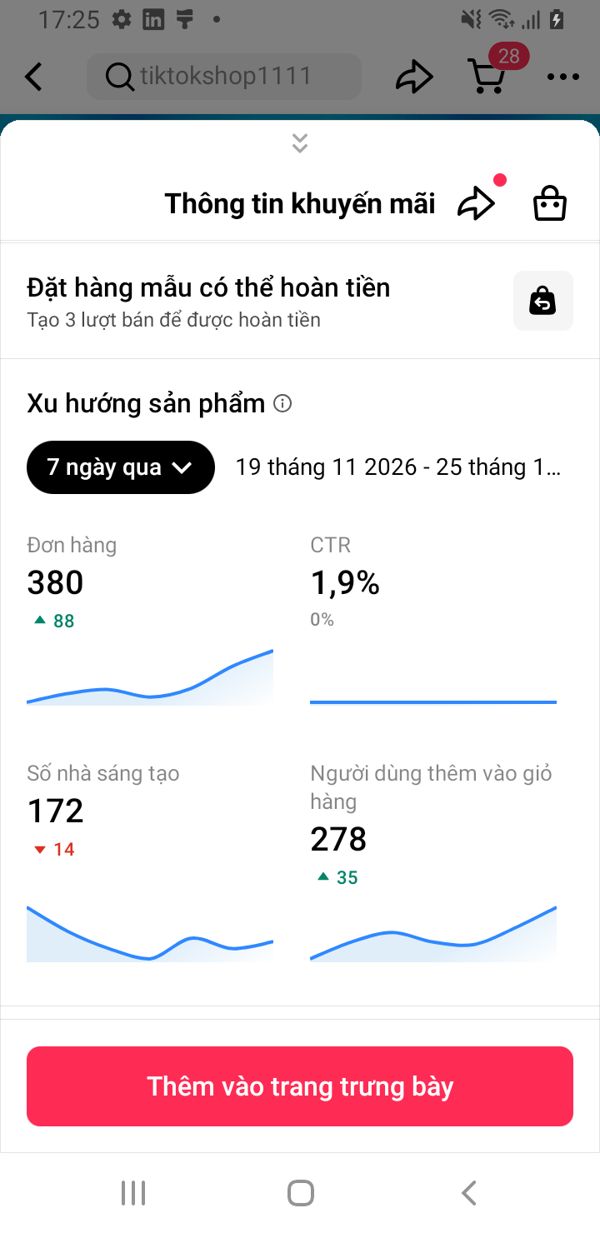 17:25
tiktokshop1111
28
Thông tin khuyến mãi
Đặt hàng mẫu có thể hoàn tiền
Tạo 3 lượt bán để được hoàn tiền
Xu hướng sản phẩm
7 ngày qua
19 tháng 11 2026 - 25 tháng 1...
Đơn hàng
CTR
380
1,9%
88
0%
Số nhà sáng tạo
Người dùng thêm vào giỏ
hàng
172
278
14
35
Thêm vào trang trưng bày